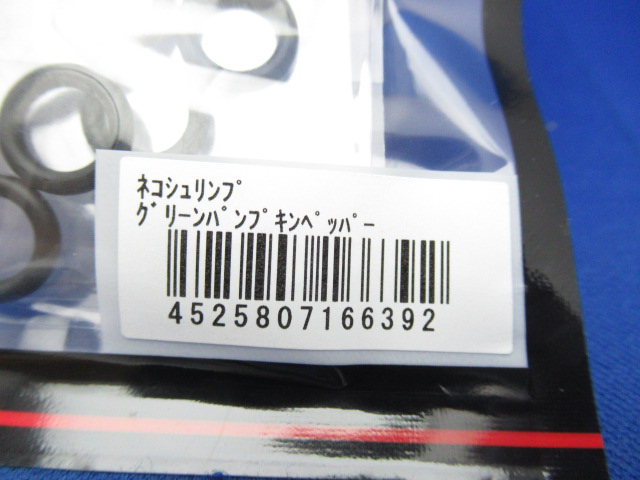 ﾈｺｼｭﾘﾝﾌﾟ
ｸﾞﾘｰﾝﾊﾟﾝﾌﾟｷﾝﾍﾟｯﾊﾟｰ
4525807166392